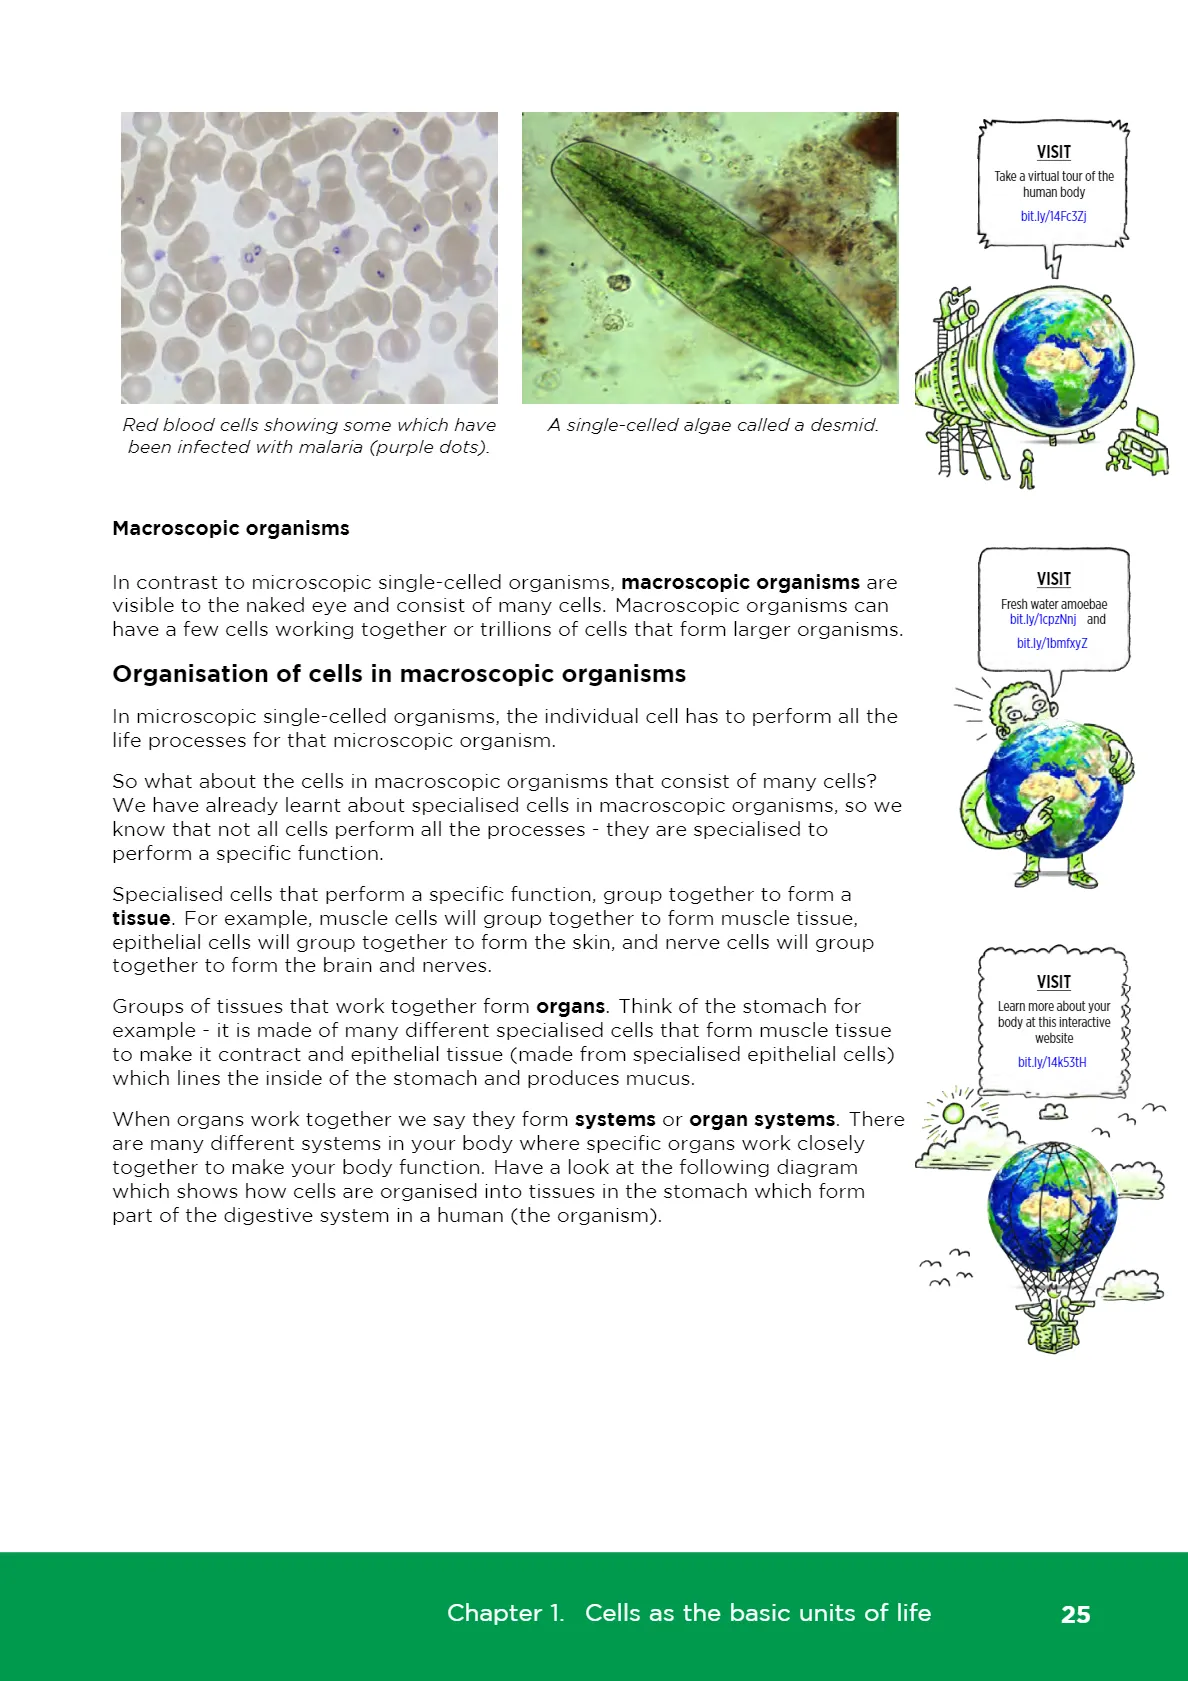 Red blood cells showing some which have
been infected with malaria (purple dots).
A single-celled algae called a desmid.
VISIT
Take a virtual tour of the
human body
bit.ly/14Fc3Zj
Macroscopic organisms
In contrast to microscopic single-celled organisms, macroscopic organisms are
visible to the naked eye and consist of many cells. Macroscopic organisms can
have a few cells working together or trillions of cells that form larger organisms.
VISIT
Fresh water amoebae
bit.ly/1cpzNnj and
bit.ly/1bmfxyZ
Organisation of cells in macroscopic organisms
In microscopic single-celled organisms, the individual cell has to perform all the
life processes for that microscopic organism.
So what about the cells in macroscopic organisms that consist of many cells?
We have already learnt about specialised cells in macroscopic organisms, so we
know that not all cells perform all the processes - they are specialised to
perform a specific function.
Specialised cells that perform a specific function, group together to form a
tissue. For example, muscle cells will group together to form muscle tissue,
epithelial cells will group together to form the skin, and nerve cells will group
together to form the brain and nerves.
VISIT
Learn more about your
body at this interactive
website
bit.ly/14k53tH
Groups of tissues that work together form organs. Think of the stomach for
example - it is made of many different specialised cells that form muscle tissue
to make it contract and epithelial tissue (made from specialised epithelial cells)
which lines the inside of the stomach and produces mucus.
When organs work together we say they form systems or organ systems. There
are many different systems in your body where specific organs work closely
together to make your body function. Have a look at the following diagram
which shows how cells are organised into tissues in the stomach which form
part of the digestive system in a human (the organism).
Chapter 1. Cells as the basic units of life
25